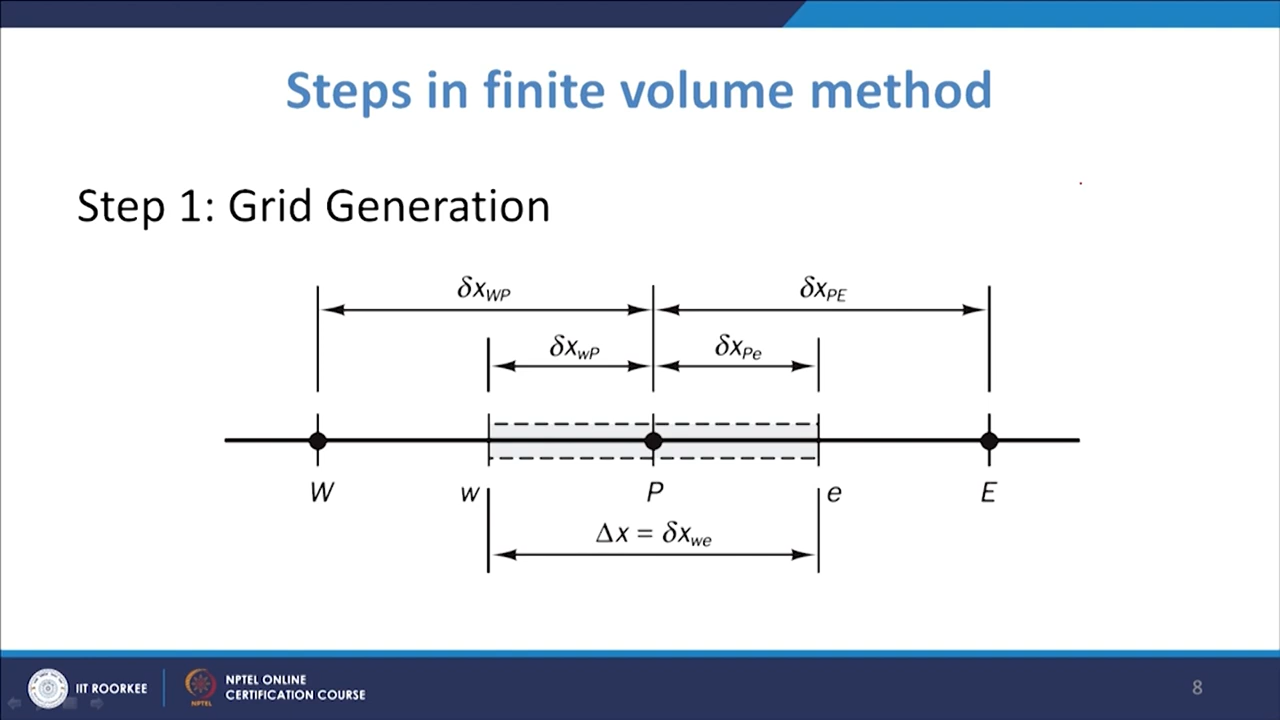 Steps in finite volume method
Step 1: Grid Generation
δx_WP
δx_PE
δx_wP
δx_Pe
W
w
P
e
E
Δx = δx_we
IIT ROORKEE
NPTEL
NPTEL ONLINE
CERTIFICATION COURSE
8